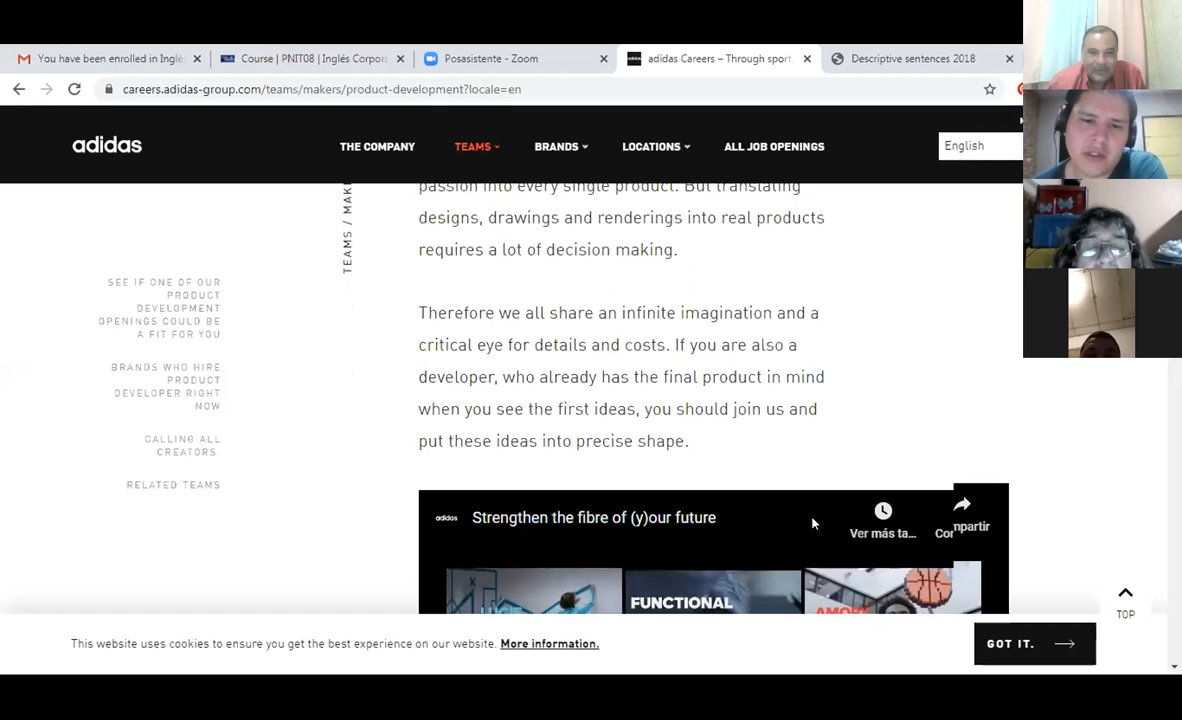 You have been enrolled in Inglé
Course | PNIT08 | Inglés Corpora
Posasistente - Zoom
adidas Careers – Through sport,
Descriptive sentences 2018
careers.adidas-group.com/teams/makers/product-development?locale=en
adidas
THE COMPANY
TEAMS
BRANDS
LOCATIONS
ALL JOB OPENINGS
English
TEAMS / MAKE
passion into every single product. But translating
designs, drawings and renderings into real products
requires a lot of decision making.
SEE IF ONE OF OUR
PRODUCT
DEVELOPMENT
OPENINGS COULD BE
A FIT FOR YOU
BRANDS WHO HIRE
PRODUCT
DEVELOPER RIGHT
NOW
CALLING ALL
CREATORS.
RELATED TEAMS
Therefore we all share an infinite imagination and a
critical eye for details and costs. If you are also a
developer, who already has the final product in mind
when you see the first ideas, you should join us and
put these ideas into precise shape.
adidas
Strengthen the fibre of (y)our future
Ver más ta...
Compartir
FUNCTIONAL
TOP
This website uses cookies to ensure you get the best experience on our website. More information.
GOT IT.